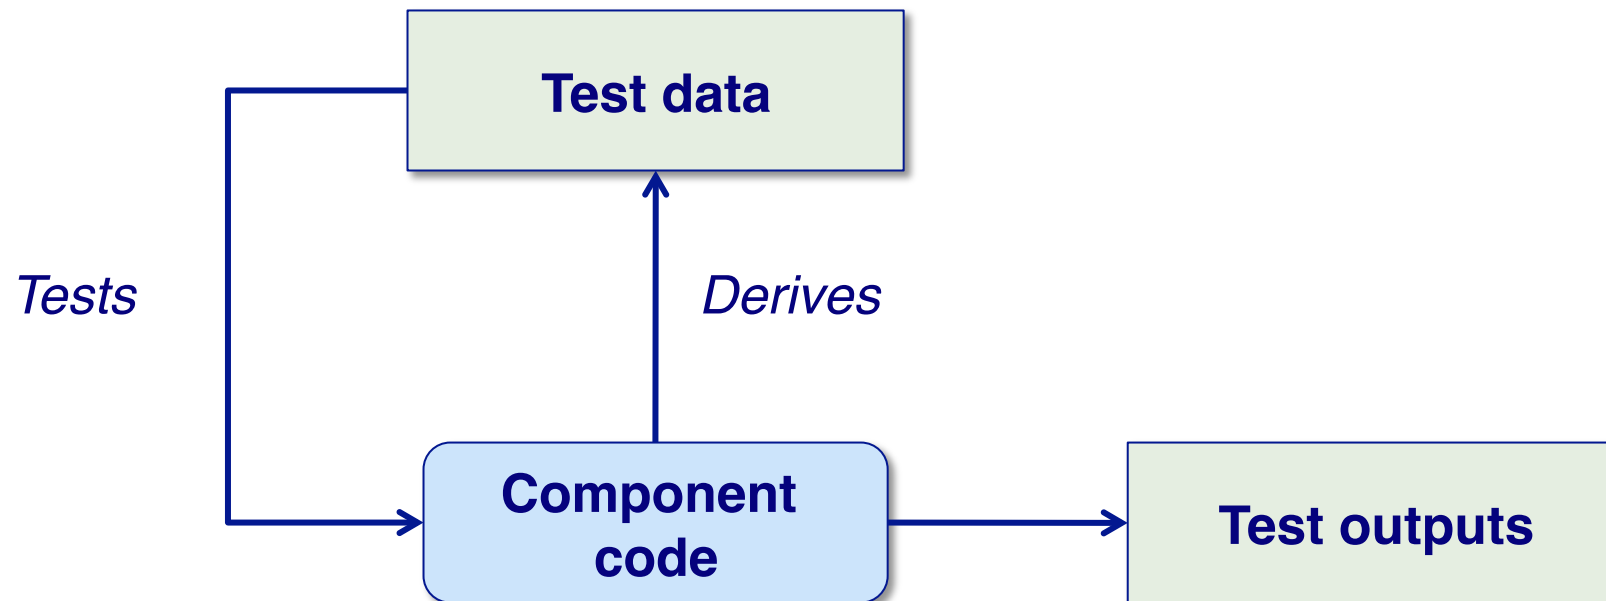 Test data
Tests
Derives
Component
code
Test outputs